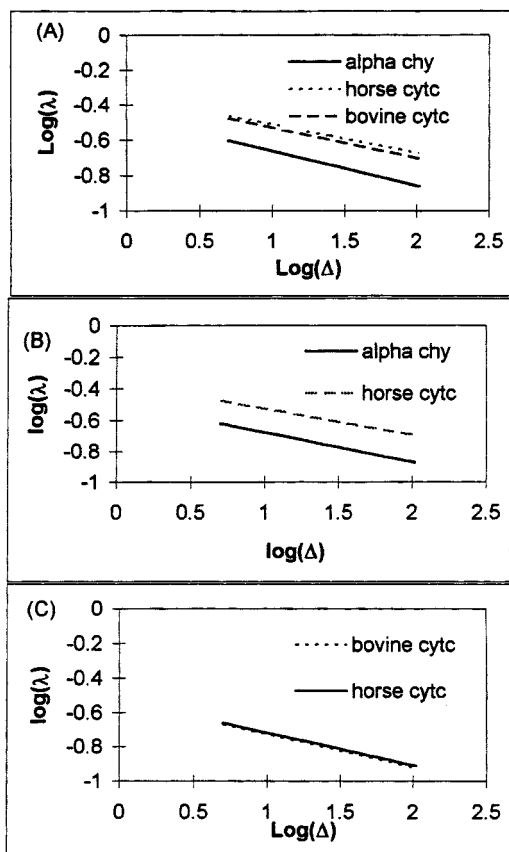 (A)
0
-0.2
-0.4
-0.6
-0.8
-1
Log(λ)
alpha chy
horse cytc
bovine cytc
0 0.5 1 1.5 2 2.5
Log(Δ)
(B)
0
-0.2
-0.4
-0.6
-0.8
-1
log(λ)
alpha chy
horse cytc
0 0.5 1 1.5 2 2.5
log(Δ)
(C)
0
-0.2
-0.4
-0.6
-0.8
-1
log(λ)
bovine cytc
horse cytc
0 0.5 1 1.5 2 2.5
Log(Δ)